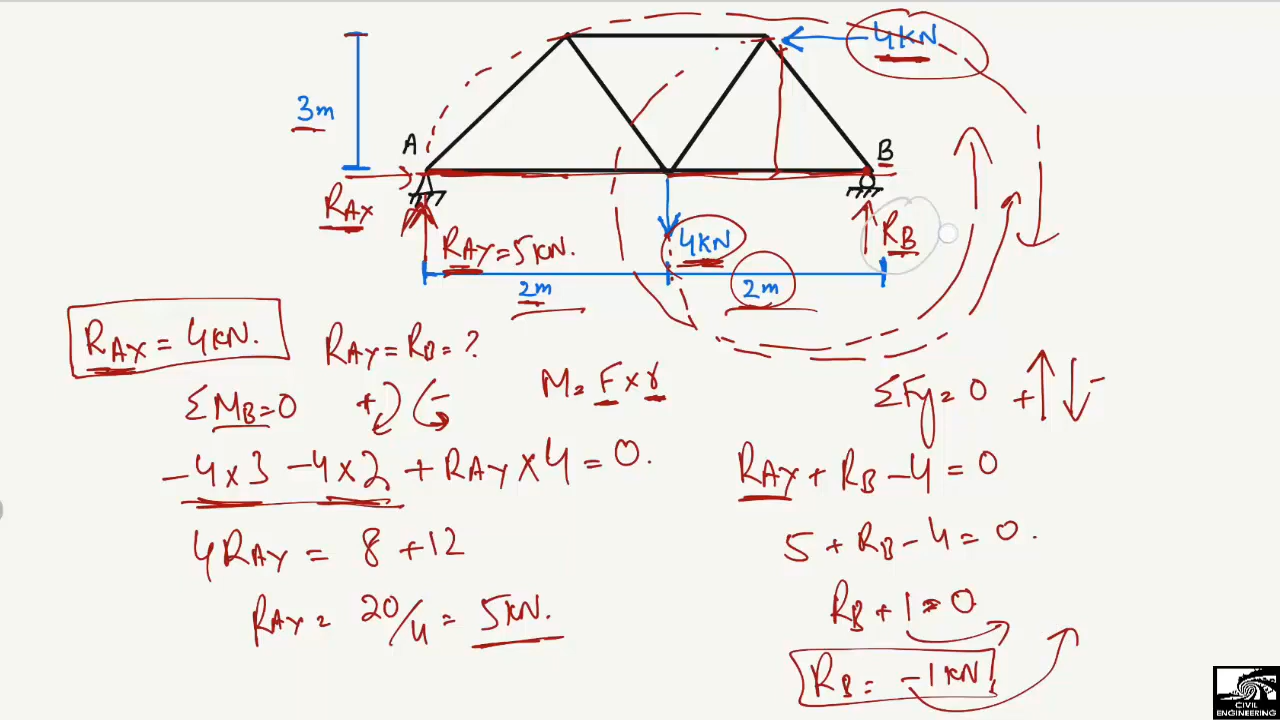 4KN
3m
A
B
RAX
RAY=5KN.
4KN
RB
2m
2m
RAX = 4KN.
RAY=RB=?
ΣMB=0
+
-
M= F×r
ΣFy=0 + -
-4×3 -4×2 +RAY×4=0.
RAY+RB-4=0
4RAY = 8+12
5+RB-4=0.
RAY= 20/4= 5KN.
RB+1=0
RB= -1KN
CIVIL
ENGINEERING